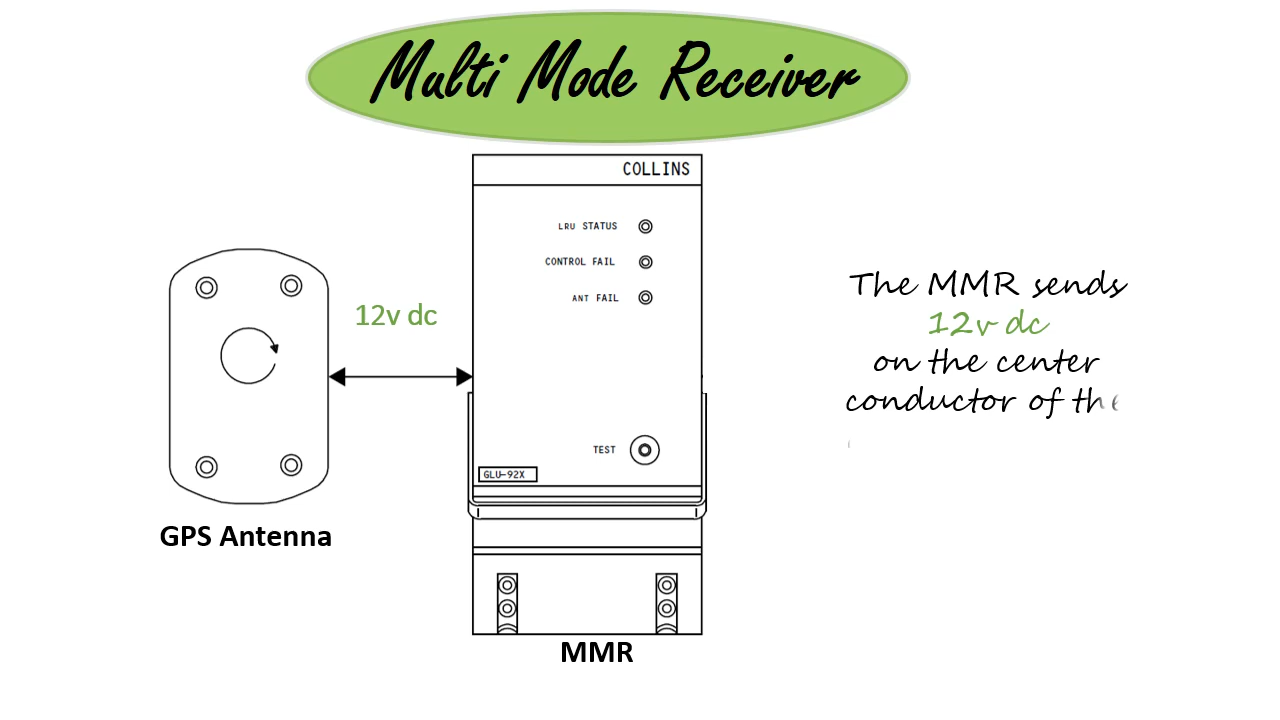 Multi Mode Receiver
COLLINS
LRU STATUS
CONTROL FAIL
ANT FAIL
12v dc
TEST
GLU-92X
GPS Antenna
MMR
The MMR sends
12v dc
on the center
conductor of the